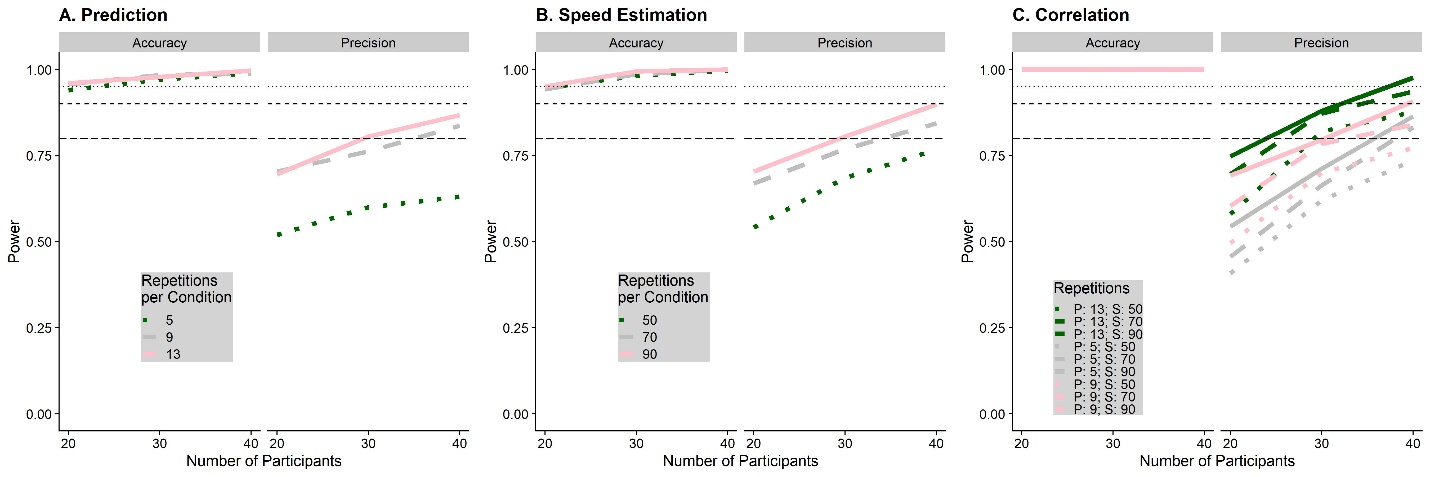 A. Prediction
Accuracy
Precision
1.00
0.75
0.50
0.25
0.00
Power
Repetitions
per Condition
5
9
13
20
30
40
20
30
40
Number of Participants
B. Speed Estimation
Accuracy
Precision
1.00
0.75
0.50
0.25
0.00
Power
Repetitions
per Condition
50
70
90
20
30
40
20
30
40
Number of Participants
C. Correlation
Accuracy
Precision
1.00
0.75
0.50
0.25
0.00
Power
Repetitions
P: 13; S: 50
P: 13; S: 70
P: 13; S: 90
P: 5; S: 50
P: 5; S: 70
P: 5; S: 90
P: 9; S: 50
P: 9; S: 70
P: 9; S: 90
20
30
40
20
30
40
Number of Participants